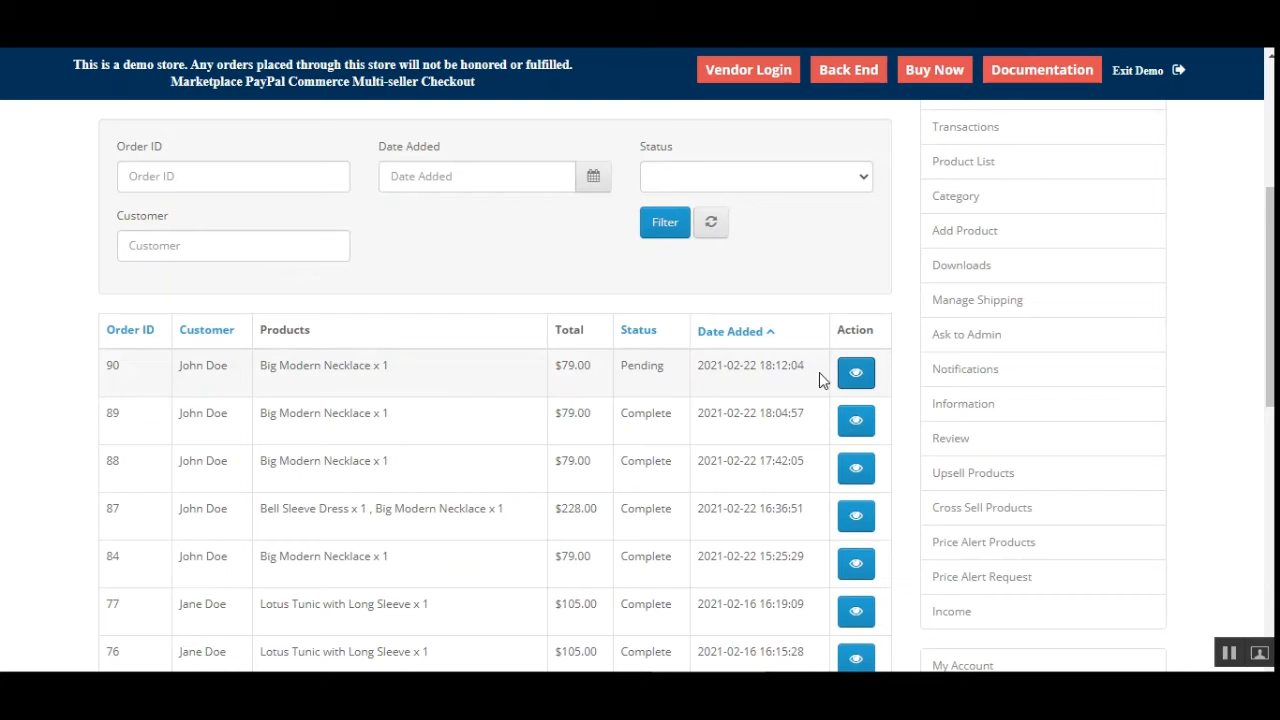 This is a demo store. Any orders placed through this store will not be honored or fulfilled.
Marketplace PayPal Commerce Multi-seller Checkout
Vendor Login
Back End
Buy Now
Documentation
Exit Demo
Order ID
Date Added
Status
Order ID
Date Added
Customer
Customer
Filter
Order ID Customer Products Total Status Date Added Action
90 John Doe Big Modern Necklace x 1 $79.00 Pending 2021-02-22 18:12:04
89 John Doe Big Modern Necklace x 1 $79.00 Complete 2021-02-22 18:04:57
88 John Doe Big Modern Necklace x 1 $79.00 Complete 2021-02-22 17:42:05
87 John Doe Bell Sleeve Dress x 1 , Big Modern Necklace x 1 $228.00 Complete 2021-02-22 16:36:51
84 John Doe Big Modern Necklace x 1 $79.00 Complete 2021-02-22 15:25:29
77 Jane Doe Lotus Tunic with Long Sleeve x 1 $105.00 Complete 2021-02-16 16:19:09
76 Jane Doe Lotus Tunic with Long Sleeve x 1 $105.00 Complete 2021-02-16 16:15:28
Transactions
Product List
Category
Add Product
Downloads
Manage Shipping
Ask to Admin
Notifications
Information
Review
Upsell Products
Cross Sell Products
Price Alert Products
Price Alert Request
Income
My Account